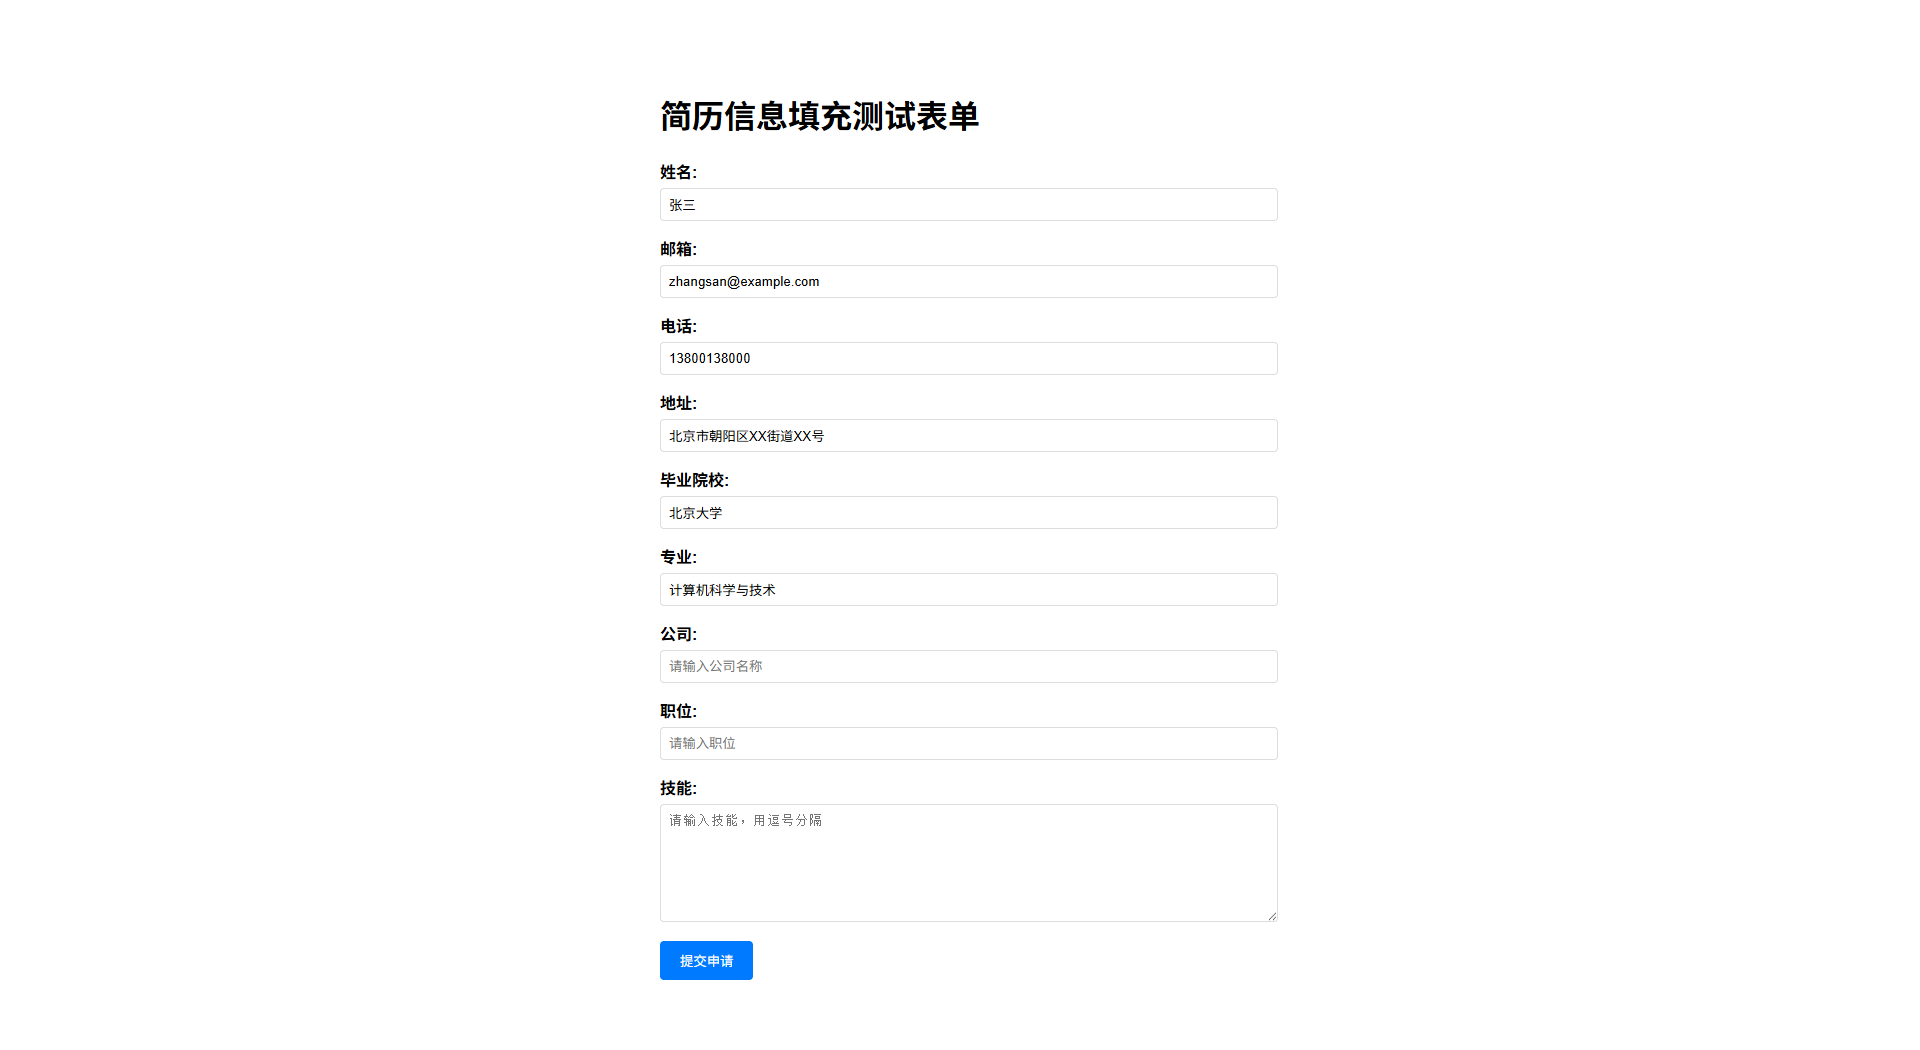 简历信息填充测试表单
姓名:
张三
邮箱:
zhangsan@example.com
电话:
13800138000
地址:
北京市朝阳区XX街道XX号
毕业院校:
北京大学
专业:
计算机科学与技术
公司:
请输入公司名称
职位:
请输入职位
技能:
请输入技能，用逗号分隔
提交申请